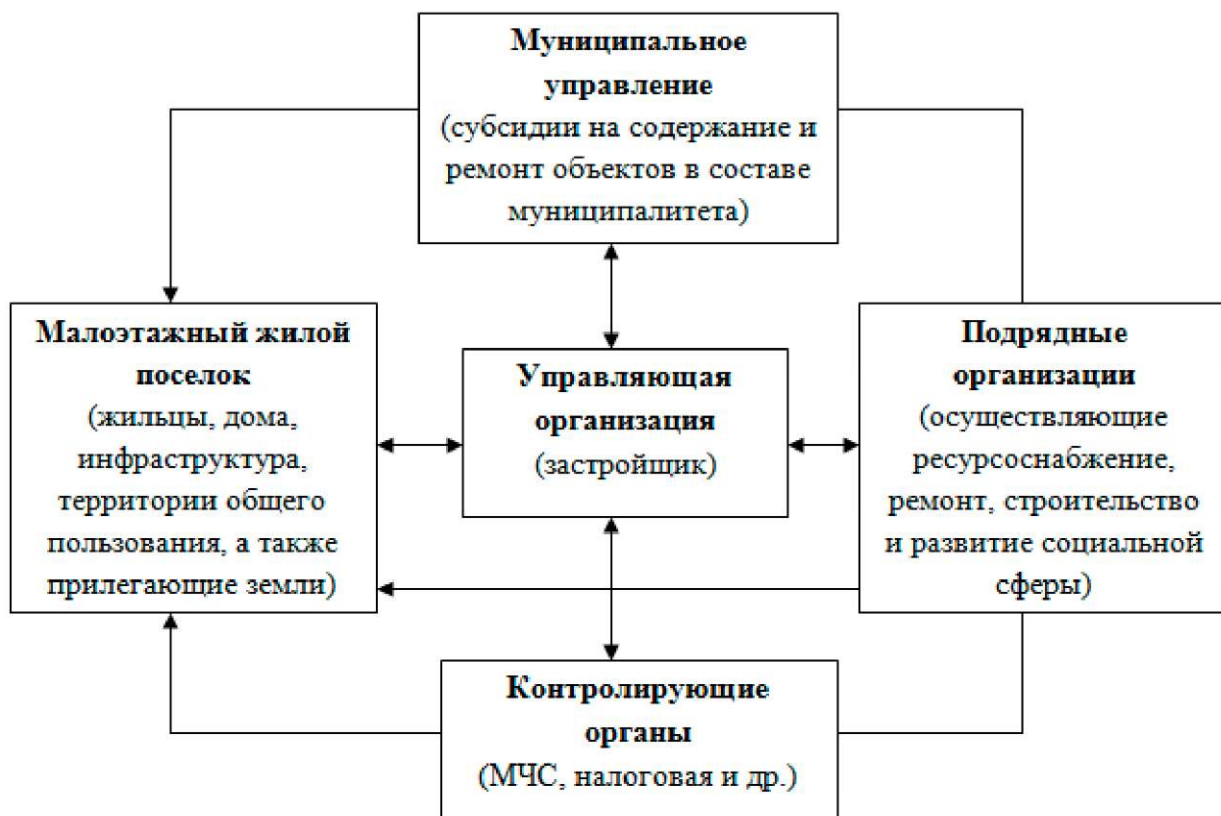 Муниципальное
управление
(субсидии на содержание и
ремонт объектов в составе
муниципалитета)
Малоэтажный жилой
поселок
(жильцы, дома,
инфраструктура,
территории общего
пользования, а также
прилегающие земли)
Управляющая
организация
(застройщик)
Подрядные
организации
(осуществляющие
ресурсоснабжение,
ремонт, строительство
и развитие социальной
сферы)
Контролирующие
органы
(МЧС, налоговая и др.)